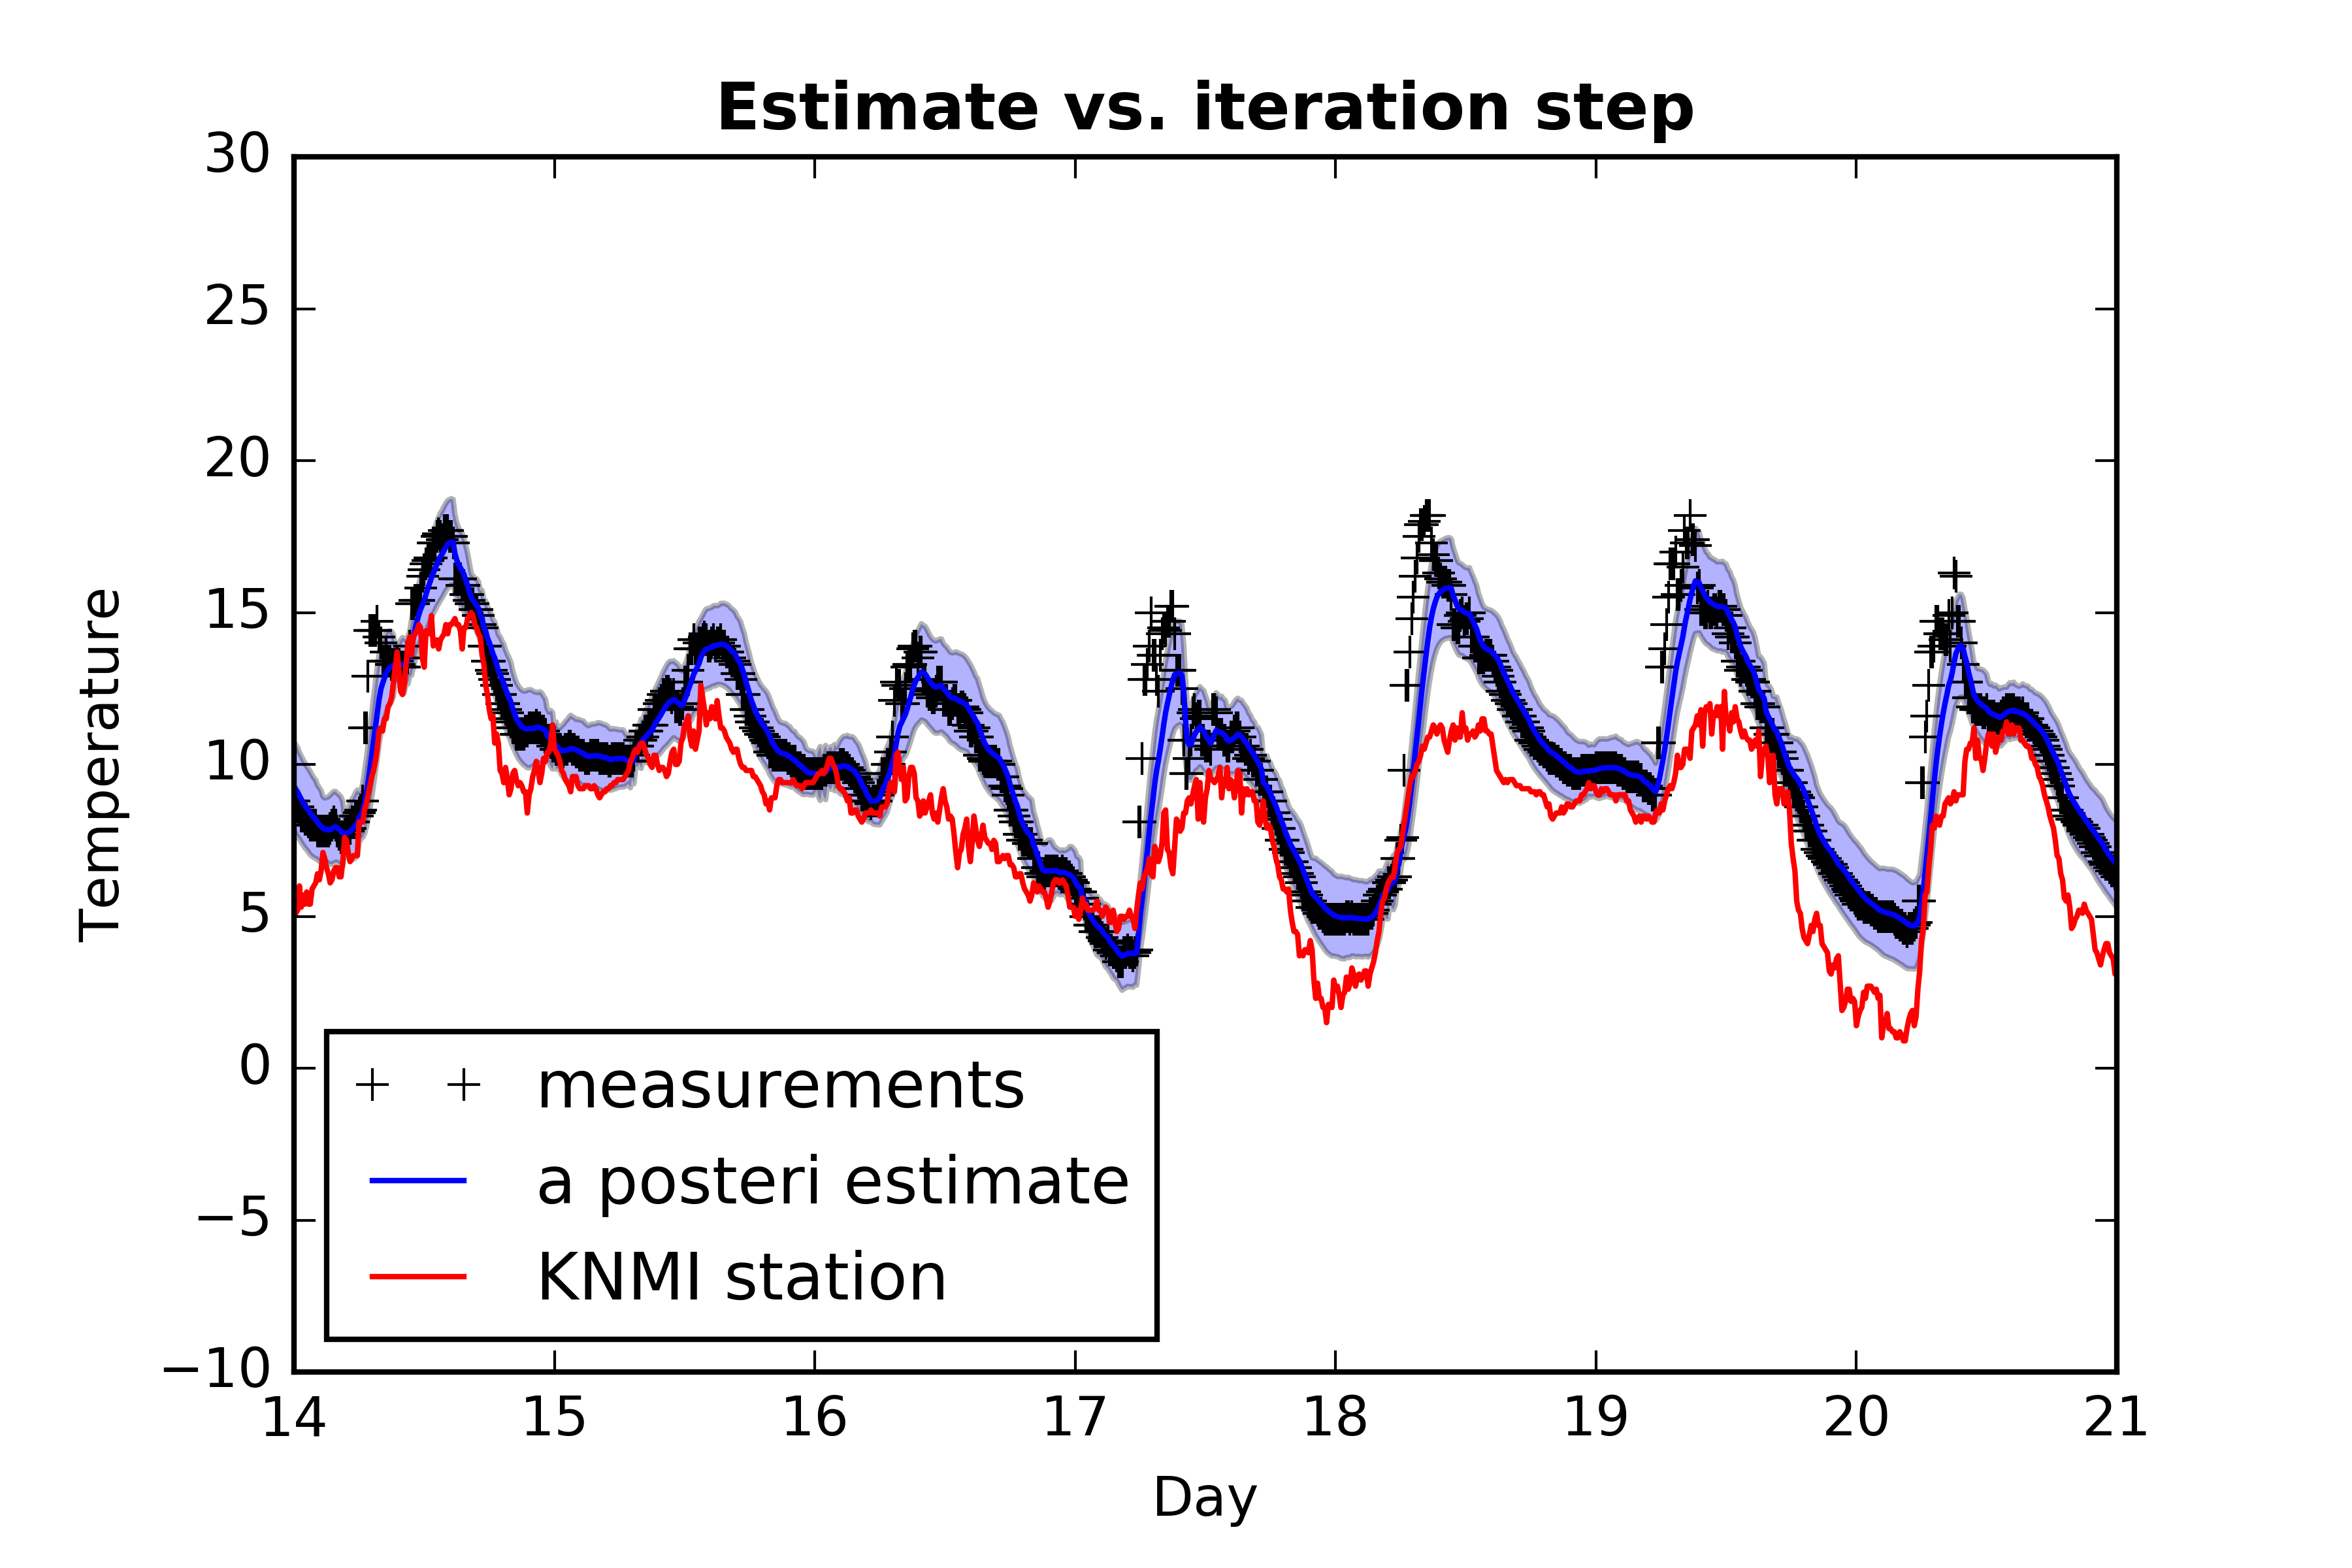 Estimate vs. iteration step
30
25
20
15
10
5
0
−5
−10
Temperature
measurements
a posteri estimate
KNMI station
14 15 16 17 18 19 20 21
Day